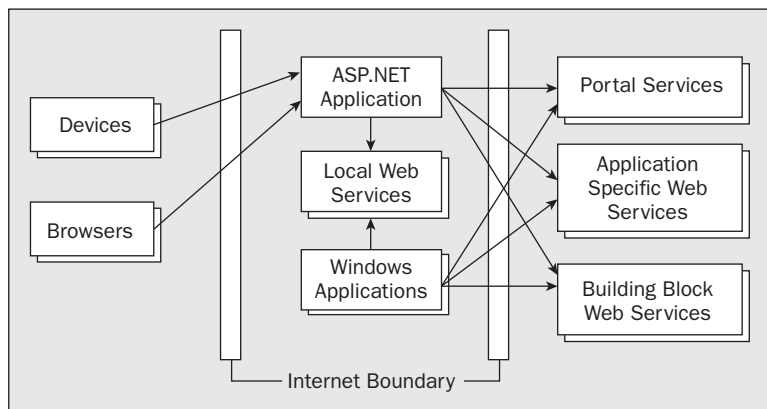 Devices
Browsers
ASP.NET
Application
Local Web
Services
Windows
Applications
Portal Services
Application
Specific Web
Services
Building Block
Web Services
Internet Boundary